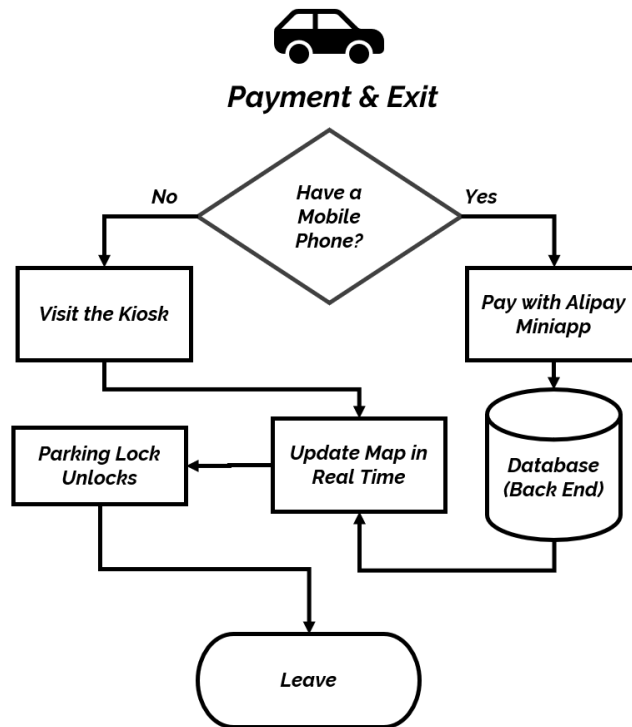 Payment & Exit
No
Have a
Mobile
Phone?
Yes
Visit the Kiosk
Pay with Alipay
Miniapp
Parking Lock
Unlocks
Update Map in
Real Time
Database
(Back End)
Leave